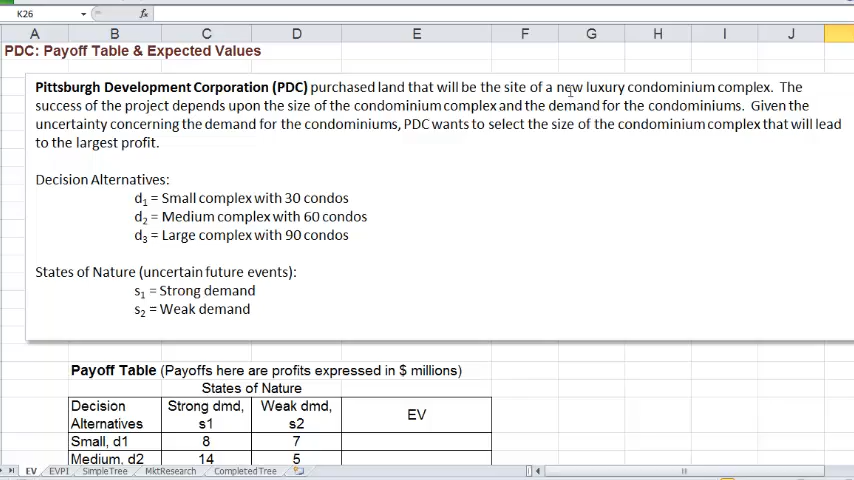 K26 fx
A B C D E F G H I J
PDC: Payoff Table & Expected Values
Pittsburgh Development Corporation (PDC) purchased land that will be the site of a new luxury condominium complex. The
success of the project depends upon the size of the condominium complex and the demand for the condominiums. Given the
uncertainty concerning the demand for the condominiums, PDC wants to select the size of the condominium complex that will lead
to the largest profit.
Decision Alternatives:
d1 = Small complex with 30 condos
d2 = Medium complex with 60 condos
d3 = Large complex with 90 condos
States of Nature (uncertain future events):
s1 = Strong demand
s2 = Weak demand
Payoff Table (Payoffs here are profits expressed in $ millions)
States of Nature
Decision Alternatives Strong dmd, s1 Weak dmd, s2 EV
Small, d1 8 7
Medium, d2 14 5
EV EVPI SimpleTree MktResearch CompletedTree